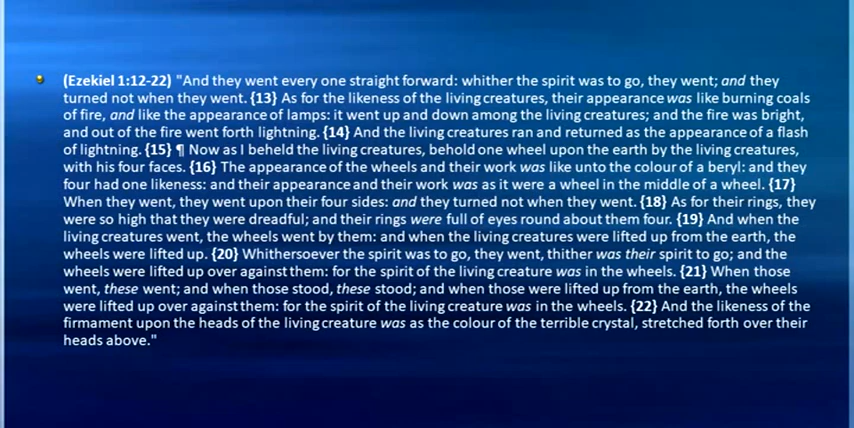 (Ezekiel 1:12-22) "And they went every one straight forward: whither the spirit was to go, they went; and they
turned not when they went. {13} As for the likeness of the living creatures, their appearance was like burning coals
of fire, and like the appearance of lamps: it went up and down among the living creatures; and the fire was bright,
and out of the fire went forth lightning. {14} And the living creatures ran and returned as the appearance of a flash
of lightning. {15} ¶ Now as I beheld the living creatures, behold one wheel upon the earth by the living creatures,
with his four faces. {16} The appearance of the wheels and their work was like unto the colour of a beryl: and they
four had one likeness: and their appearance and their work was as it were a wheel in the middle of a wheel. {17}
When they went, they went upon their four sides: and they turned not when they went. {18} As for their rings, they
were so high that they were dreadful; and their rings were full of eyes round about them four. {19} And when the
living creatures went, the wheels went by them: and when the living creatures were lifted up from the earth, the
wheels were lifted up. {20} Whithersoever the spirit was to go, they went, thither was their spirit to go; and the
wheels were lifted up over against them: for the spirit of the living creature was in the wheels. {21} When those
went, these went; and when those stood, these stood; and when those were lifted up from the earth, the wheels
were lifted up over against them: for the spirit of the living creature was in the wheels. {22} And the likeness of the
firmament upon the heads of the living creature was as the colour of the terrible crystal, stretched forth over their
heads above."